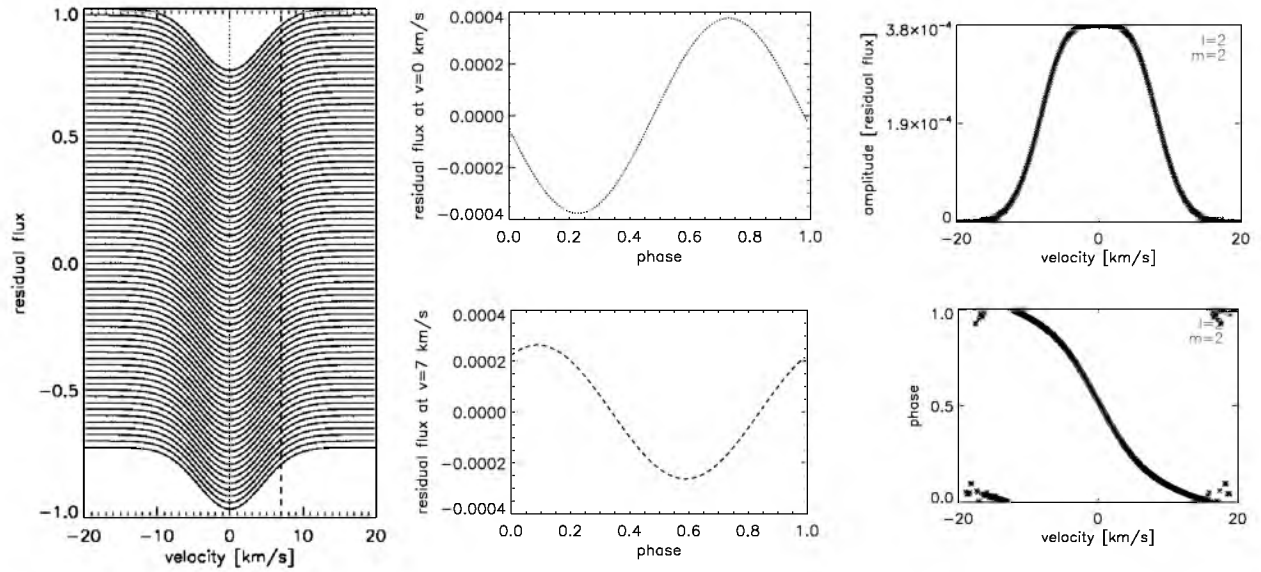 1.0
0.5
0.0
−0.5
−1.0
residual flux
−20 −10 0 10 20
velocity [km/s]
0.0004
0.0002
0.0000
−0.0002
−0.0004
residual flux at v=0 km/s
0.0 0.2 0.4 0.6 0.8 1.0
phase
0.0004
0.0002
0.0000
−0.0002
−0.0004
residual flux at v=7 km/s
0.0 0.2 0.4 0.6 0.8 1.0
phase
3.8×10⁻⁴
1.9×10⁻⁴
0
amplitude [residual flux]
l=2
m=2
−20 0 20
velocity [km/s]
1.0
0.5
0.0
phase
l=2
m=2
−20 0 20
velocity [km/s]